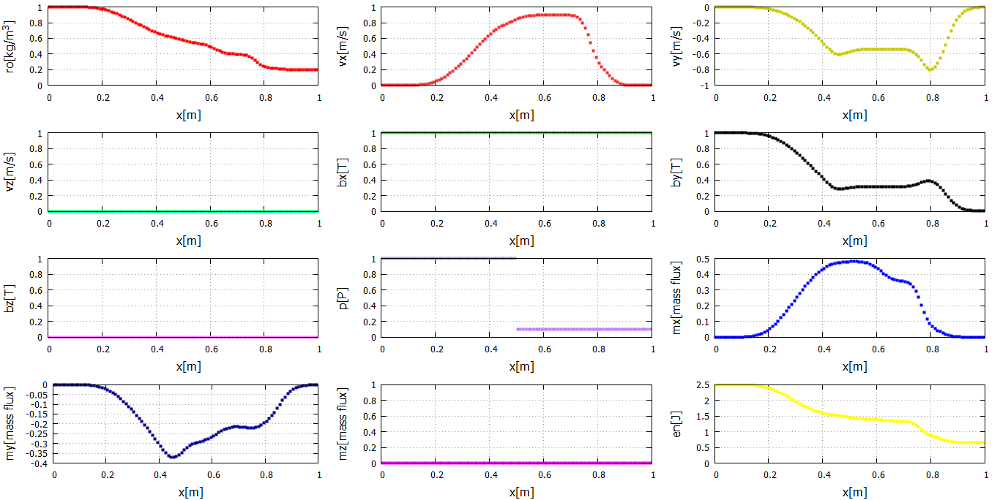 ro[kg/m³]
1
0.8
0.6
0.4
0.2
0
0 0.2 0.4 0.6 0.8 1
x[m]
vx[m/s]
1
0.8
0.6
0.4
0.2
0
0 0.2 0.4 0.6 0.8 1
x[m]
vy[m/s]
0
-0.2
-0.4
-0.6
-0.8
-1
0 0.2 0.4 0.6 0.8 1
x[m]
vz[m/s]
1
0.8
0.6
0.4
0.2
0
0 0.2 0.4 0.6 0.8 1
x[m]
bx[T]
1
0.8
0.6
0.4
0.2
0
0 0.2 0.4 0.6 0.8 1
x[m]
by[T]
1
0.8
0.6
0.4
0.2
0
0 0.2 0.4 0.6 0.8 1
x[m]
bz[T]
1
0.8
0.6
0.4
0.2
0
0 0.2 0.4 0.6 0.8 1
x[m]
p[P]
1
0.8
0.6
0.4
0.2
0
0 0.2 0.4 0.6 0.8 1
x[m]
mx[mass flux]
0.5
0.4
0.3
0.2
0.1
0
0 0.2 0.4 0.6 0.8 1
x[m]
my[mass flux]
0
-0.05
-0.1
-0.15
-0.2
-0.25
-0.3
-0.35
-0.4
0 0.2 0.4 0.6 0.8 1
x[m]
mz[mass flux]
1
0.8
0.6
0.4
0.2
0
0 0.2 0.4 0.6 0.8 1
x[m]
en[J]
2.5
2
1.5
1
0.5
0
0 0.2 0.4 0.6 0.8 1
x[m]